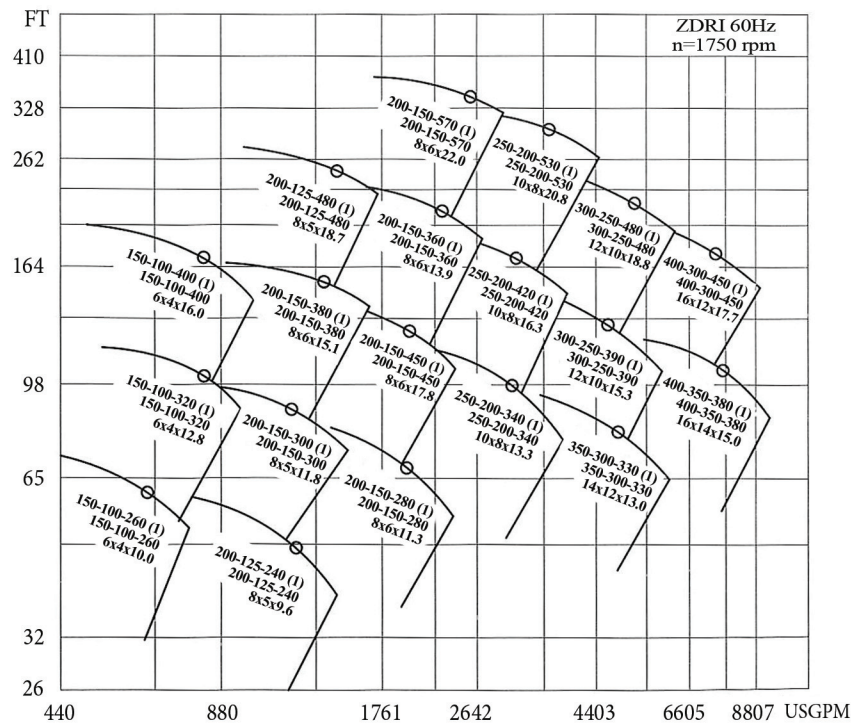 FT
ZDRI 60Hz
n=1750 rpm
410
328
262
164
98
65
32
26
200-150-570 (1)
200-150-570
8x6x22.0
250-200-530 (1)
250-200-530
10x8x20.8
200-125-480 (1)
200-125-480
8x5x18.7
200-150-360 (1)
200-150-360
8x6x13.9
300-250-480 (1)
300-250-480
12x10x18.8
400-300-450 (1)
400-300-450
16x12x17.7
150-100-400 (1)
150-100-400
6x4x16.0
200-150-380 (1)
200-150-380
8x6x15.1
250-200-420 (1)
250-200-420
10x8x16.3
200-150-450 (1)
200-150-450
8x6x17.8
300-250-390 (1)
300-250-390
12x10x15.3
400-350-380 (1)
400-350-380
16x14x15.0
150-100-320 (1)
150-100-320
6x4x12.8
200-150-300 (1)
200-150-300
8x5x11.8
250-200-340 (1)
250-200-340
10x8x13.3
350-300-330 (1)
350-300-330
14x12x13.0
200-150-280 (1)
200-150-280
8x6x11.3
150-100-260 (1)
150-100-260
6x4x10.0
200-125-240 (1)
200-125-240
8x5x9.6
440 880 1761 2642 4403 6605 8807 USGPM